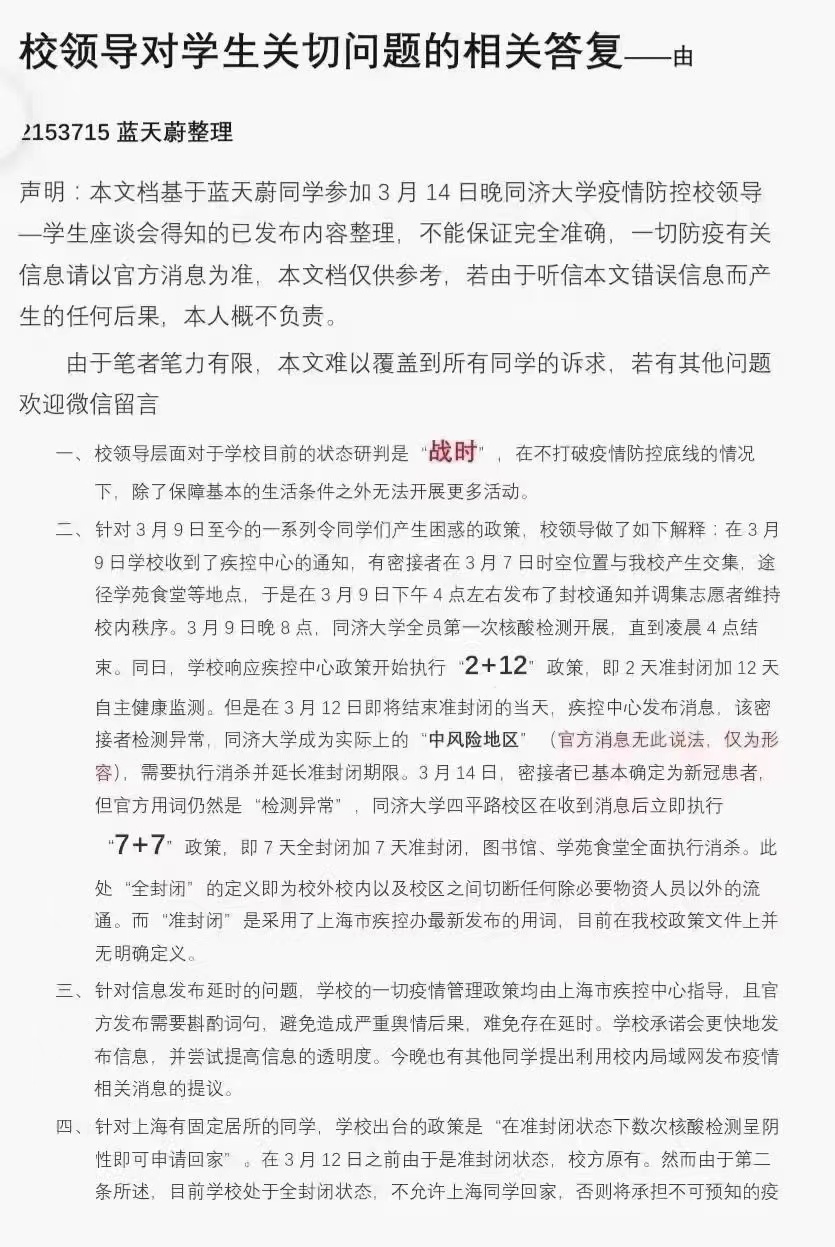 校领导对学生关切问题的相关答复——由
2153715 蓝天蔚整理
声明：本文档基于蓝天蔚同学参加 3 月 14 日晚同济大学疫情防控校领导
—学生座谈会得知的已发布内容整理，不能保证完全准确，一切防疫有关
信息请以官方消息为准，本文档仅供参考，若由于听信本文错误信息而产
生的任何后果，本人概不负责。
由于笔者笔力有限，本文难以覆盖到所有同学的诉求，若有其他问题
欢迎微信留言
一、校领导层面对于学校目前的状态研判是“战时”，在不打破疫情防控底线的情况
下，除了保障基本的生活条件之外无法开展更多活动。
二、针对 3 月 9 日至今的一系列令同学们产生困惑的政策，校领导做了如下解释：在 3 月
9 日学校收到了疾控中心的通知，有密接者在 3 月 7 日时空位置与我校产生交集，途
径学苑食堂等地点，于是在 3 月 9 日下午 4 点左右发布了封校通知并调集志愿者维持
校内秩序。3 月 9 日晚 8 点，同济大学全员第一次核酸检测开展，直到凌晨 4 点结
束。同日，学校响应疾控中心政策开始执行“2+12”政策，即 2 天准封闭加 12 天
自主健康监测。但是在 3 月 12 日即将结束准封闭的当天，疾控中心发布消息，该密
接者检测异常，同济大学成为实际上的“中风险地区”（官方消息无此说法，仅为形
容），需要执行消杀并延长准封闭期限。3 月 14 日，密接者已基本确定为新冠患者，
但官方用词仍然是“检测异常”，同济大学四平路校区在收到消息后立即执行
“7+7”政策，即 7 天全封闭加 7 天准封闭，图书馆、学苑食堂全面执行消杀。此
处“全封闭”的定义即为校外校内以及校区之间切断任何除必要物资人员以外的流
通。而“准封闭”是采用了上海市疾控办最新发布的用词，目前在我校政策文件上并
无明确定义。
三、针对信息发布延时的问题，学校的一切疫情管理政策均由上海市疾控中心指导，且官
方发布需要斟酌词句，避免造成严重舆情后果，难免存在延时。学校承诺会更快地发
布信息，并尝试提高信息的透明度。今晚也有其他同学提出利用校内局域网发布疫情
相关消息的提议。
四、针对上海有固定居所的同学，学校出台的政策是“在准封闭状态下数次核酸检测呈阴
性即可申请回家”。在 3 月 12 日之前由于是准封闭状态，校方原有。然而由于第二
条所述，目前学校处于全封闭状态，不允许上海同学回家，否则将承担不可预知的疫